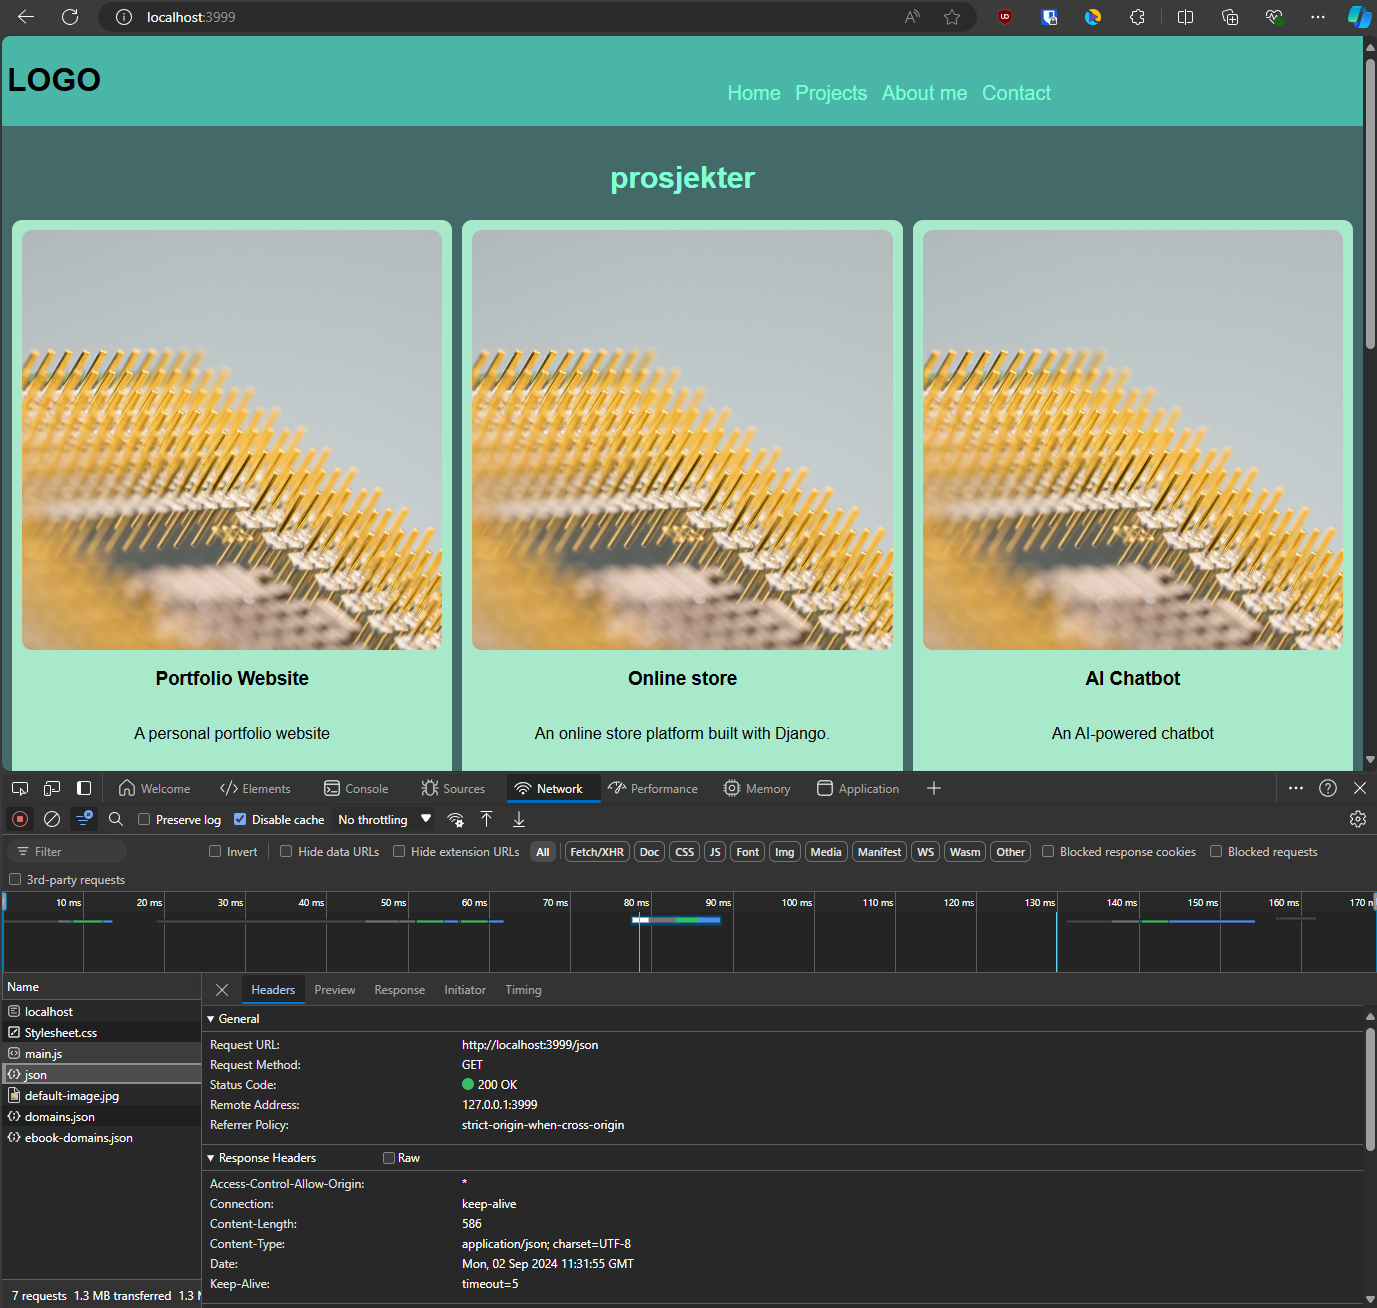 localhost:3999
LOGO
Home Projects About me Contact
prosjekter
Portfolio Website
A personal portfolio website
Online store
An online store platform built with Django.
AI Chatbot
An AI-powered chatbot
Welcome Elements Console Sources Network Performance Memory Application
Preserve log Disable cache No throttling
Filter Invert Hide data URLs Hide extension URLs All Fetch/XHR Doc CSS JS Font Img Media Manifest WS Wasm Other Blocked response cookies Blocked requests
3rd-party requests
10 ms 20 ms 30 ms 40 ms 50 ms 60 ms 70 ms 80 ms 90 ms 100 ms 110 ms 120 ms 130 ms 140 ms 150 ms 160 ms 170 m
Name
localhost
Stylesheet.css
main.js
json
default-image.jpg
domains.json
ebook-domains.json
7 requests 1.3 MB transferred 1.3 M
Headers Preview Response Initiator Timing
General
Request URL: http://localhost:3999/json
Request Method: GET
Status Code: 200 OK
Remote Address: 127.0.0.1:3999
Referrer Policy: strict-origin-when-cross-origin
Response Headers Raw
Access-Control-Allow-Origin: *
Connection: keep-alive
Content-Length: 586
Content-Type: application/json; charset=UTF-8
Date: Mon, 02 Sep 2024 11:31:55 GMT
Keep-Alive: timeout=5